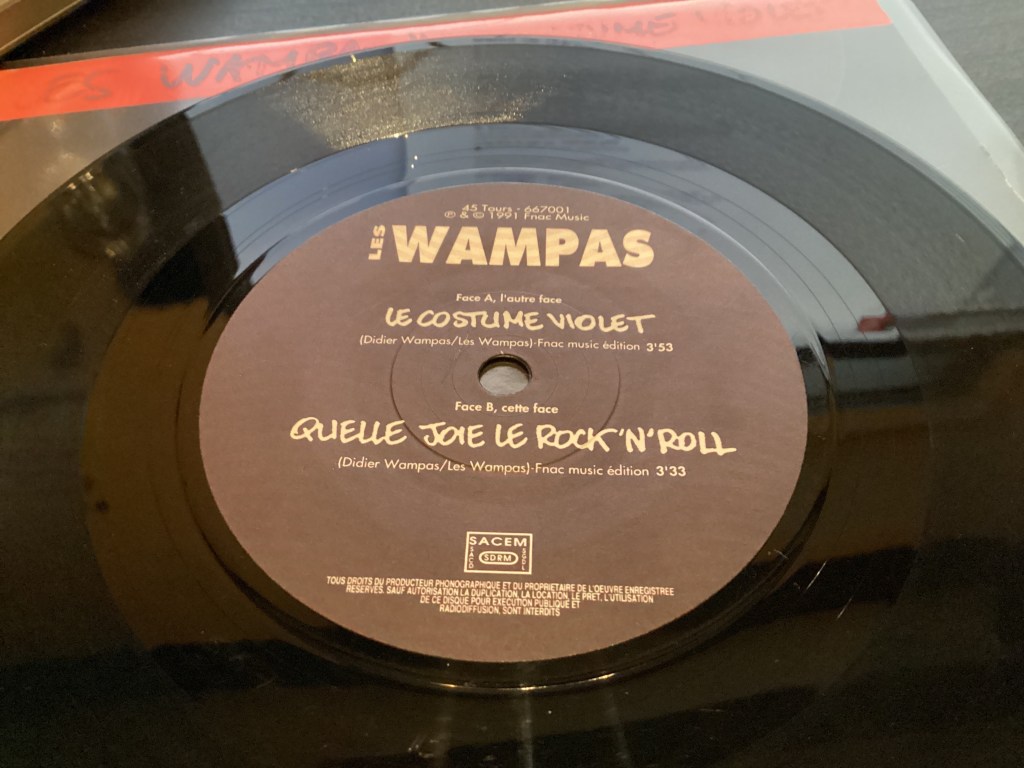 WAMPAS
45 Tours - 667001
℗ & © 1991 Fnac Music
LES WAMPAS
Face A, l'autre face
LE COSTUME VIOLET
(Didier Wampas/Les Wampas)-Fnac music édition 3'53
Face B, cette face
QUELLE JOIE LE ROCK'N'ROLL
(Didier Wampas/Les Wampas)-Fnac music édition 3'33
SACEM
SACD SDRM SGDL
TOUS DROITS DU PRODUCTEUR PHONOGRAPHIQUE ET DU PROPRIETAIRE DE L'OEUVRE ENREGISTREE
RESERVES. SAUF AUTORISATION LA DUPLICATION, LA LOCATION, LE PRET, L'UTILISATION
DE CE DISQUE POUR EXECUTION PUBLIQUE ET
RADIODIFFUSION, SONT INTERDITS